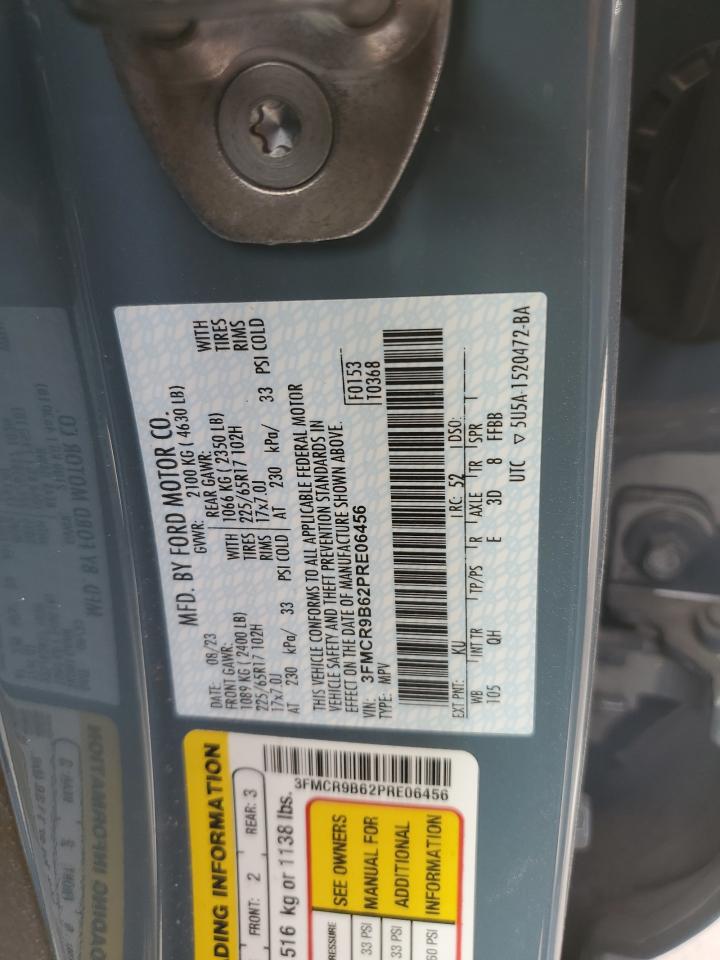 MFD. BY FORD MOTOR CO.
DATE: 08/23
GVWR: 2100 KG ( 4630 LB)
FRONT GAWR:
REAR GAWR:
1089 KG ( 2400 LB)
WITH
1066 KG ( 2350 LB)
WITH
225/65R17 102H
TIRES
225/65R17 102H
TIRES
17x7.0J
RIMS
17x7.0J
RIMS
AT 230 kPa/ 33 PSI COLD
AT 230 kPa/ 33 PSI COLD
THIS VEHICLE CONFORMS TO ALL APPLICABLE FEDERAL MOTOR
VEHICLE SAFETY AND THEFT PREVENTION STANDARDS IN
EFFECT ON THE DATE OF MANUFACTURE SHOWN ABOVE.
VIN: 3FMCR9B62PRE06456
TYPE: MPV
F0153
T0368
EXT PNT: KU RC: 52 DSO:
WB INT TR TP/PS R AXLE TR SPR
105 QH E 3D 8 FFBB
UTC ▽ 5U5A-1520472-BA
DING INFORMATION
FRONT: 2 REAR: 3
516 kg or 1138 lbs.
3FMCR9B62PRE06456
RESSURE
33 PSI
33 PSI
60 PSI
SEE OWNERS
MANUAL FOR
ADDITIONAL
INFORMATION